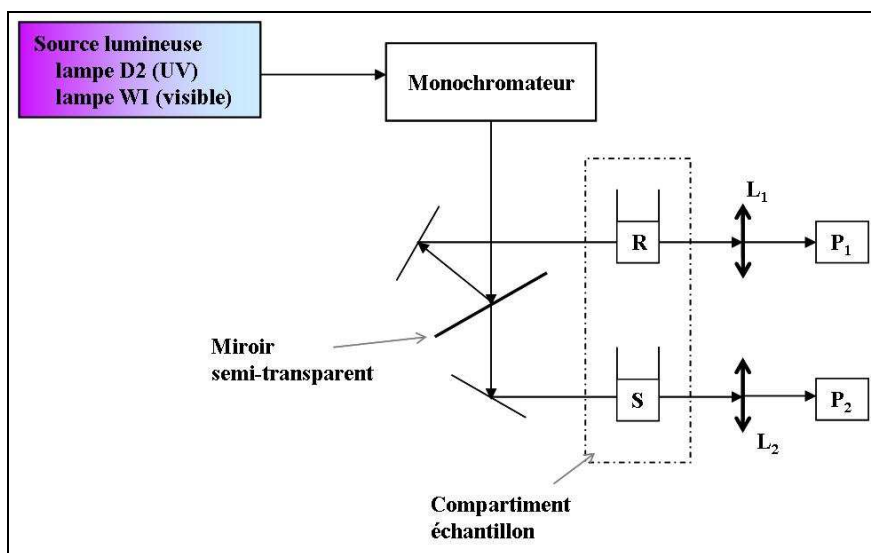 Source lumineuse
lampe D2 (UV)
lampe WI (visible)
Monochromateur
L1
R
P1
Miroir
semi-transparent
S
P2
L2
Compartiment
échantillon